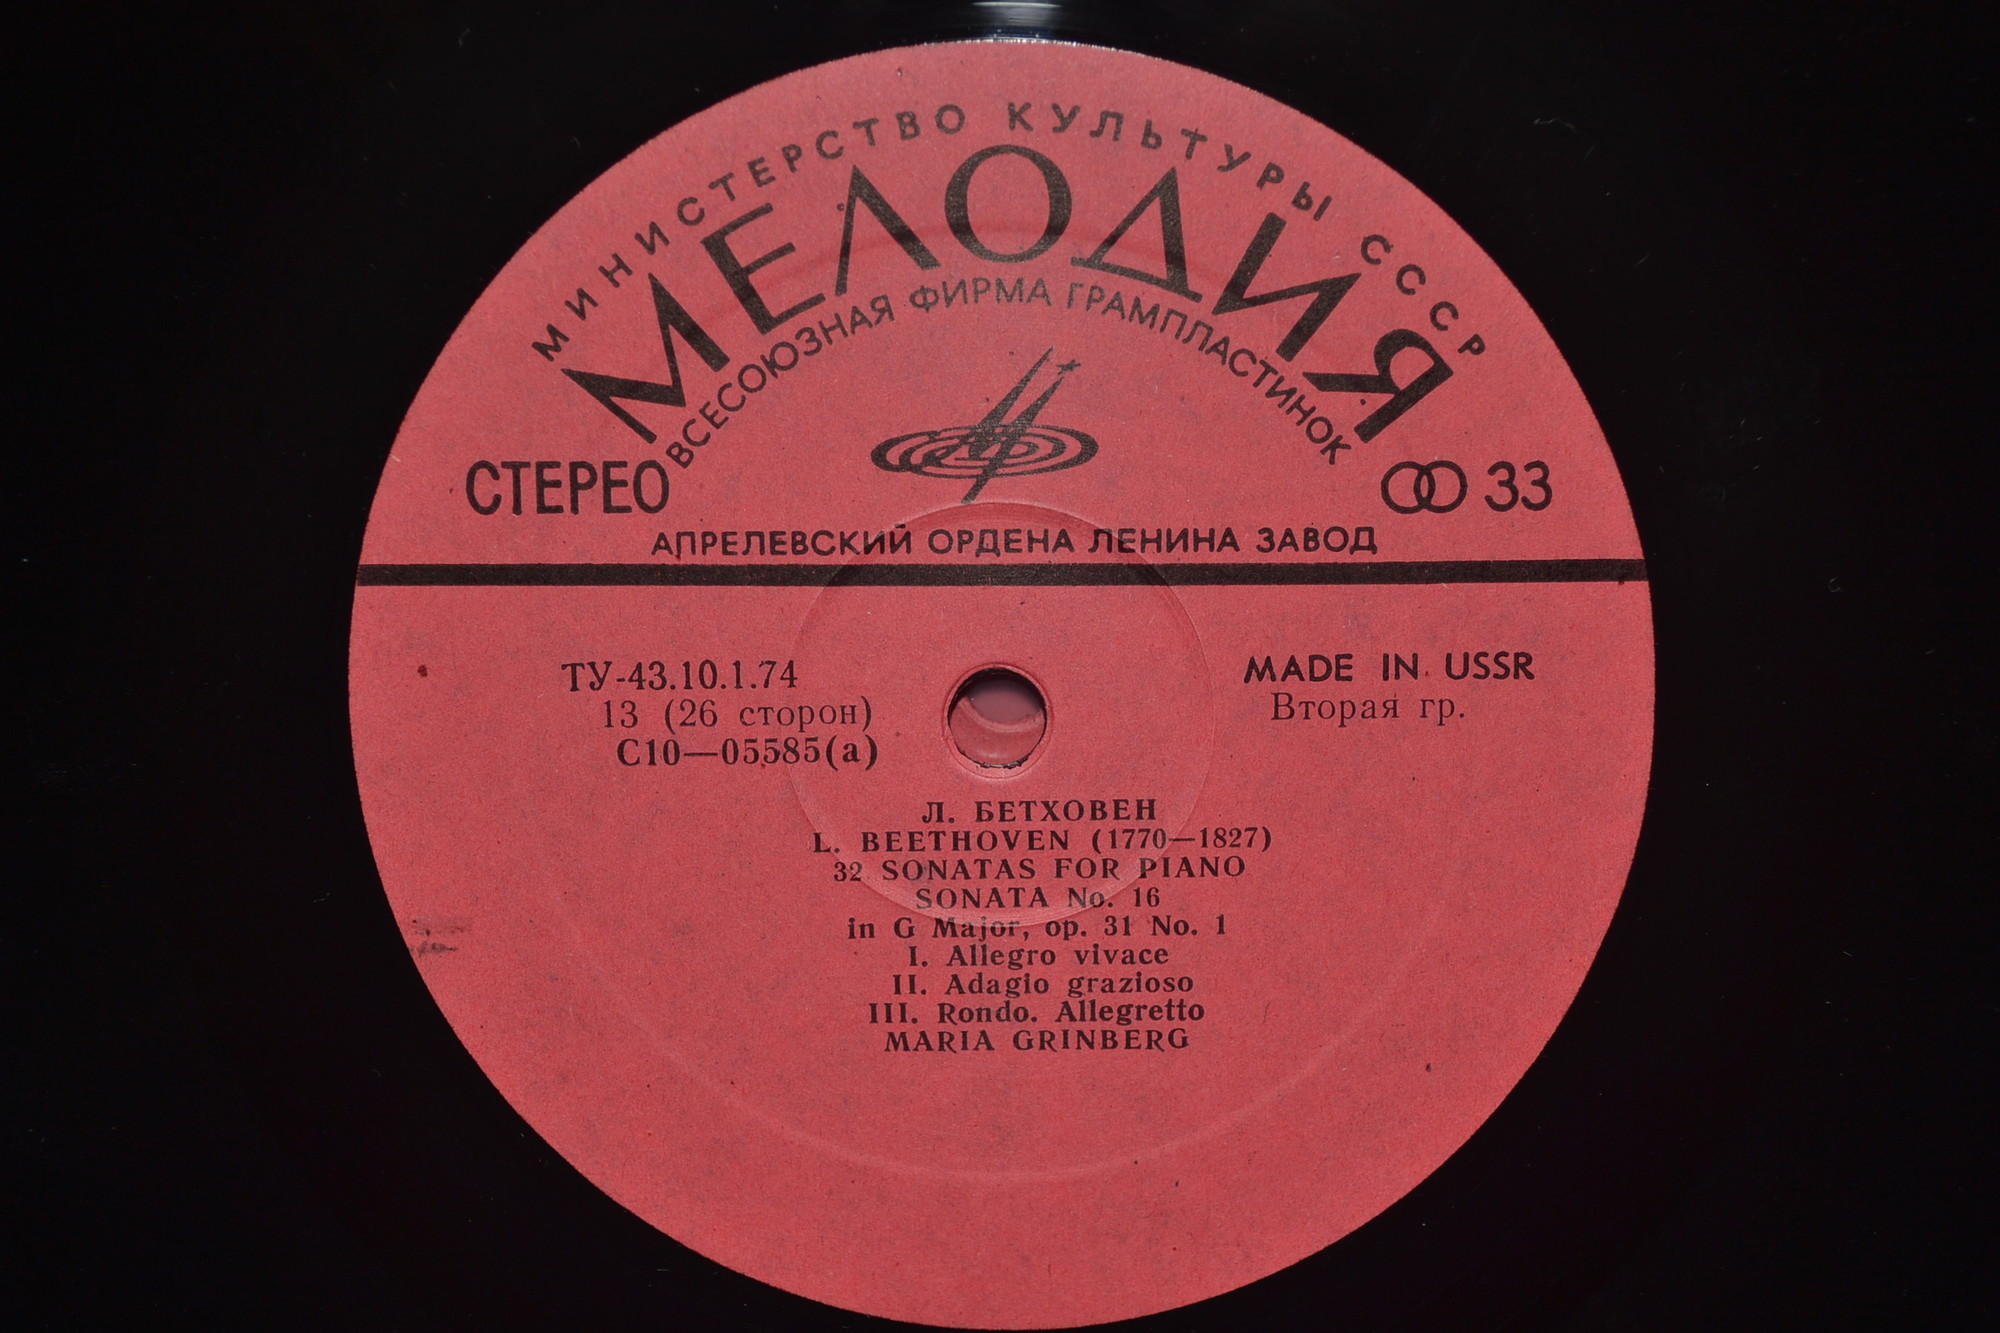 МИНИСТЕРСТВО КУЛЬТУРЫ СССР
МЕЛОДИЯ
ВСЕСОЮЗНАЯ ФИРМА ГРАМПЛАСТИНОК
СТЕРЕО
33
АПРЕЛЕВСКИЙ ОРДЕНА ЛЕНИНА ЗАВОД
ТУ-43.10.1.74
13 (26 сторон)
С10—05585(а)
MADE IN USSR
Вторая гр.
Л. БЕТХОВЕН
L. BEETHOVEN (1770—1827)
32 SONATAS FOR PIANO
SONATA No. 16
in G Major, op. 31 No. 1
I. Allegro vivace
II. Adagio grazioso
III. Rondo. Allegretto
MARIA GRINBERG